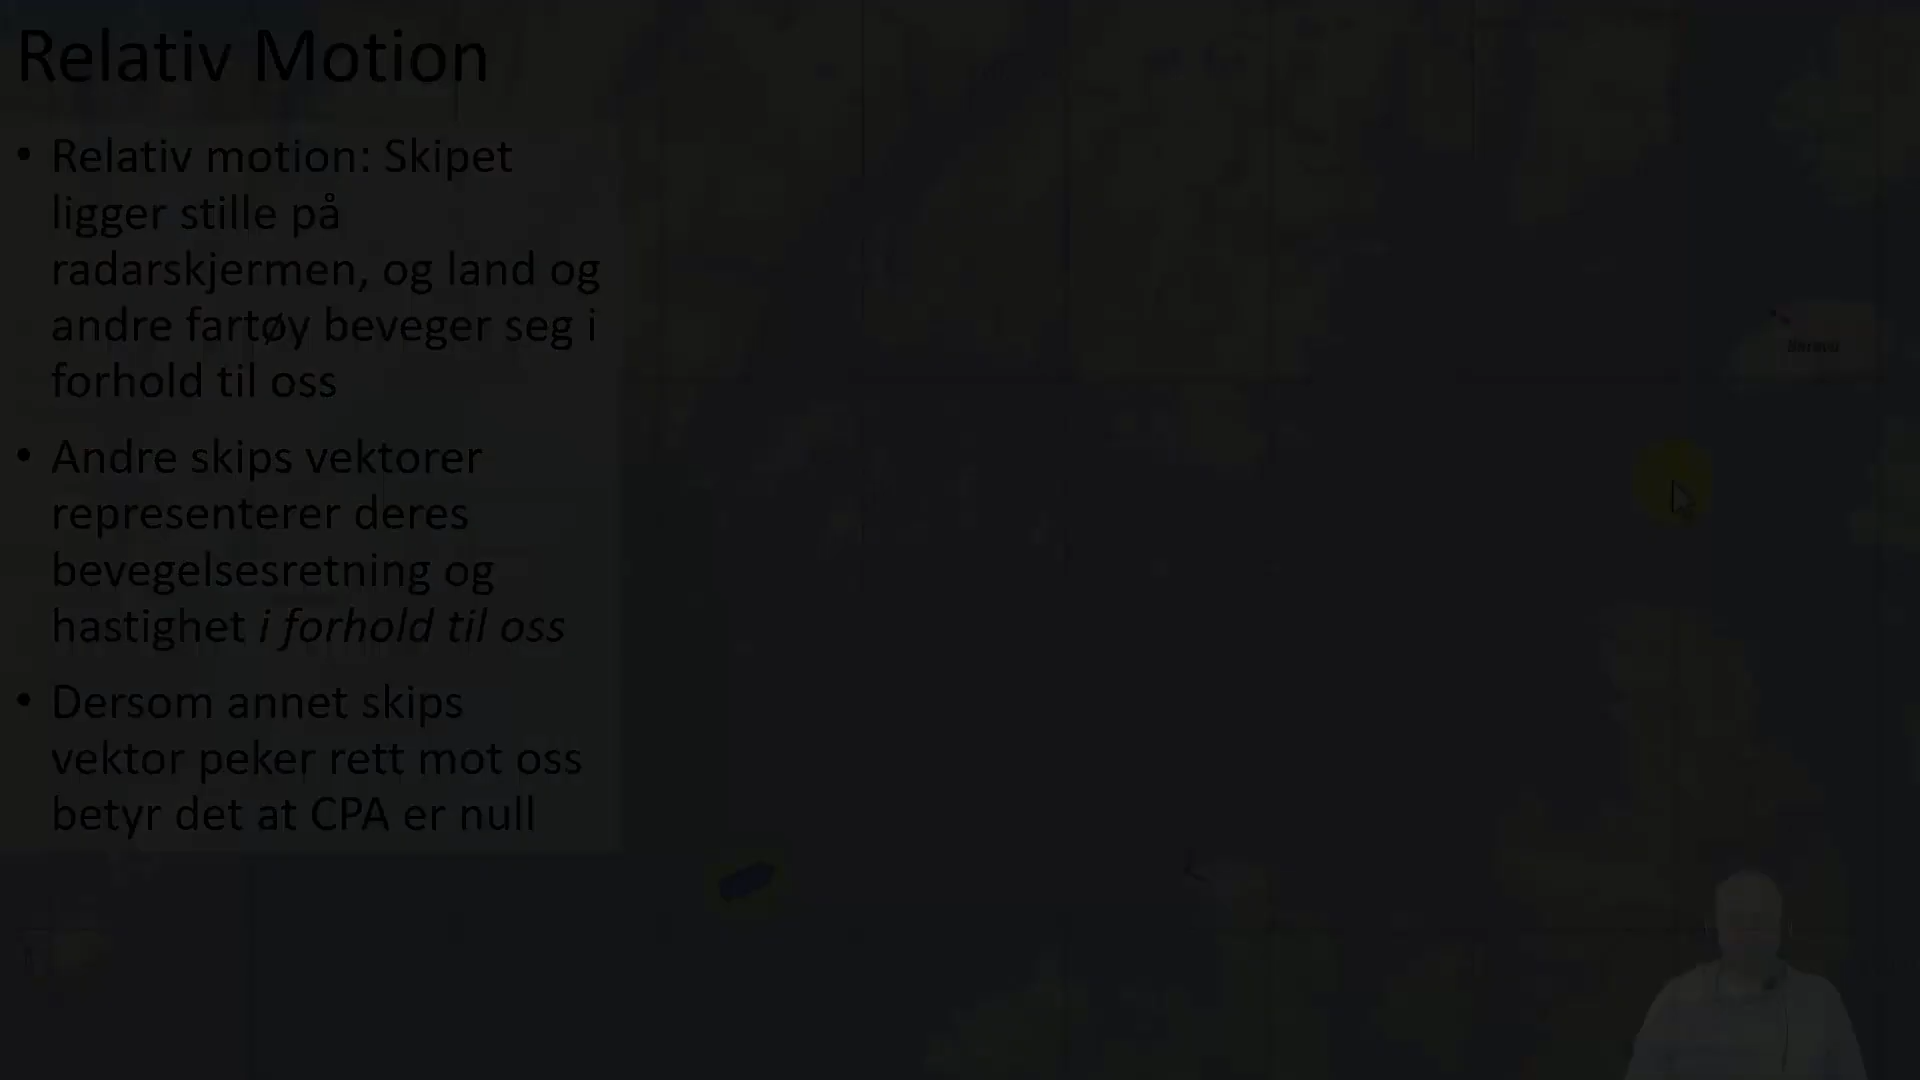 Relativ Motion
• Relativ motion: Skipet
ligger stille på
radarskjermen, og land og
andre fartøy beveger seg i
forhold til oss
• Andre skips vektorer
representerer deres
bevegelsesretning og
hastighet i forhold til oss
• Dersom annet skips
vektor peker rett mot oss
betyr det at CPA er null